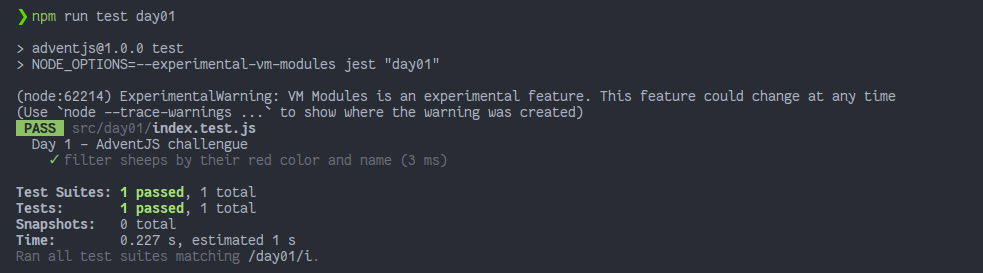 ❯ npm run test day01
> adventjs@1.0.0 test
> NODE_OPTIONS=--experimental-vm-modules jest "day01"
(node:62214) ExperimentalWarning: VM Modules is an experimental feature. This feature could change at any time
(Use `node --trace-warnings ...` to show where the warning was created)
PASS src/day01/index.test.js
Day 1 – AdventJS challengue
✓ filter sheeps by their red color and name (3 ms)
Test Suites: 1 passed, 1 total
Tests: 1 passed, 1 total
Snapshots: 0 total
Time: 0.227 s, estimated 1 s
Ran all test suites matching /day01/i.